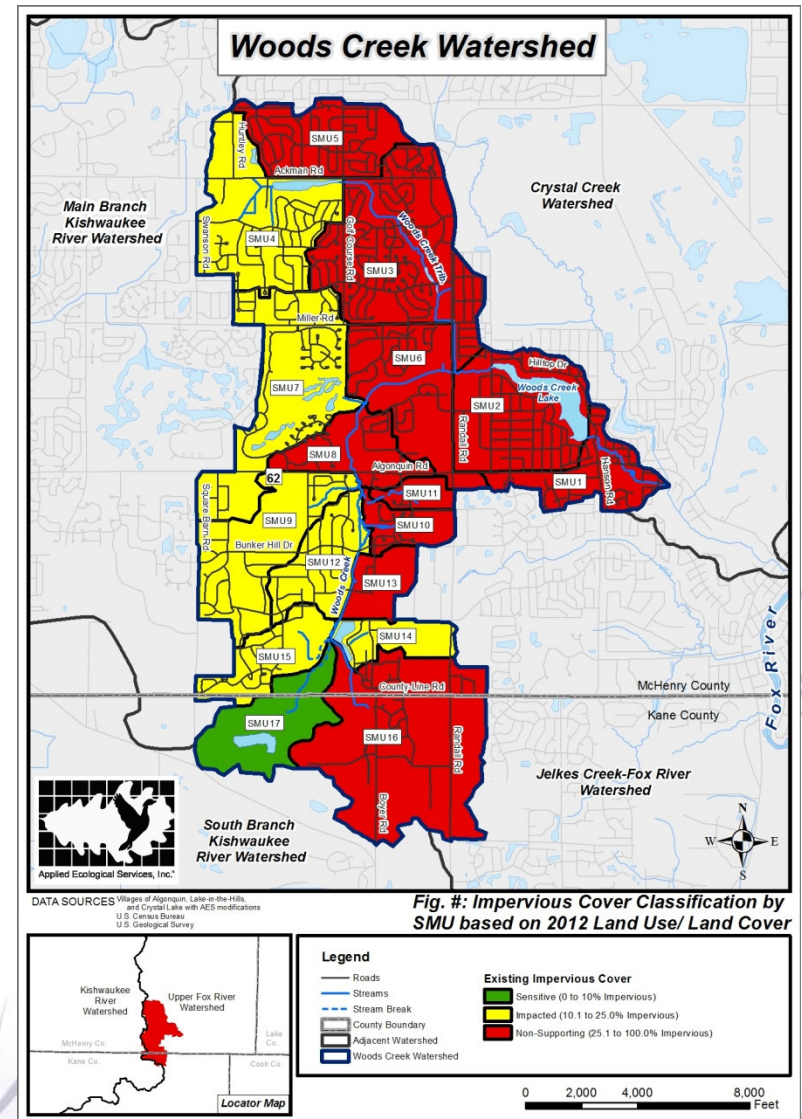 Woods Creek Watershed
SMU5
Huntley Rd
Ackman Rd
Crystal Creek
Watershed
Main Branch
Kishwaukee
River Watershed
Swanson Rd
SMU4
Golf Course Rd
Woods Creek Trib.
SMU3
Miller Rd
SMU6
Hilltop Dr
SMU7
Woods Creek
Lake
SMU2
Randall Rd
SMU8
Algonquin Rd
62
SMU1
Hanson Rd
SMU11
Square Barn Rd
SMU9
SMU10
Bunker Hill Dr
SMU12
Woods Creek
SMU13
SMU14
SMU15
Fox River
County-Line Rd
McHenry County
Kane County
SMU17
SMU16
Randall Rd
Boyer Rd
Jelkes Creek-Fox River
Watershed
South Branch
Kishwaukee
River Watershed
N
W
E
S
Applied Ecological Services, Inc.™
DATA SOURCES Villages of Algonquin, Lake-in-the-Hills,
and Crystal Lake with AES modifications
U.S. Census Bureau
U.S. Geological Survey
Fig. #: Impervious Cover Classification by
SMU based on 2012 Land Use/ Land Cover
Kishwaukee
River
Watershed
Upper Fox River
Watershed
McHenry Co.
Kane Co.
Lake
Co.
Cook Co.
Locator Map
Legend
Roads
Streams
Stream Break
County Boundary
Adjacent Watershed
Woods Creek Watershed
Existing Impervious Cover
Sensitive (0 to 10% Impervious)
Impacted (10.1 to 25.0% Impervious)
Non-Supporting (25.1 to 100.0% Impervious)
0 2,000 4,000 8,000
Feet